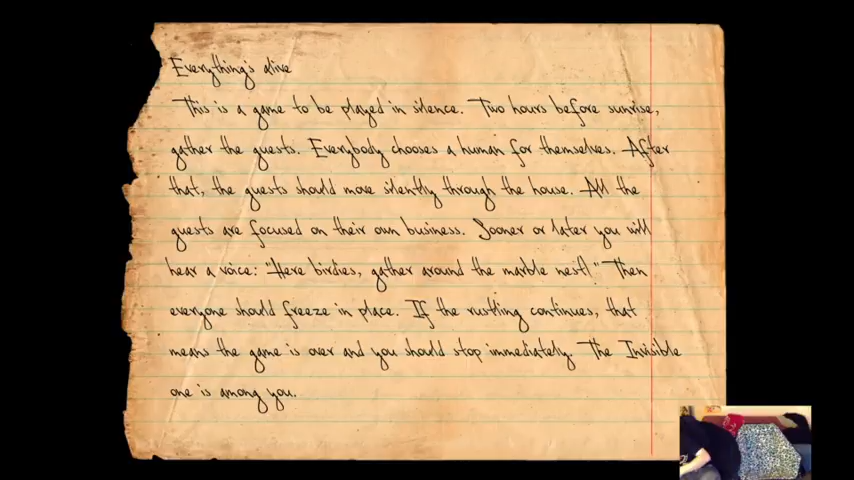 Everything's alive
This is a game to be played in silence. Two hours before sunrise,
gather the guests. Everybody chooses a human for themselves. After
that, the guests should move silently through the house. All the
guests are focused on their own business. Sooner or later you will
hear a voice: "Here birdies, gather around the marble nest!" Then
everyone should freeze in place. If the rustling continues, that
means the game is over and you should stop immediately. The Invisible
one is among you.